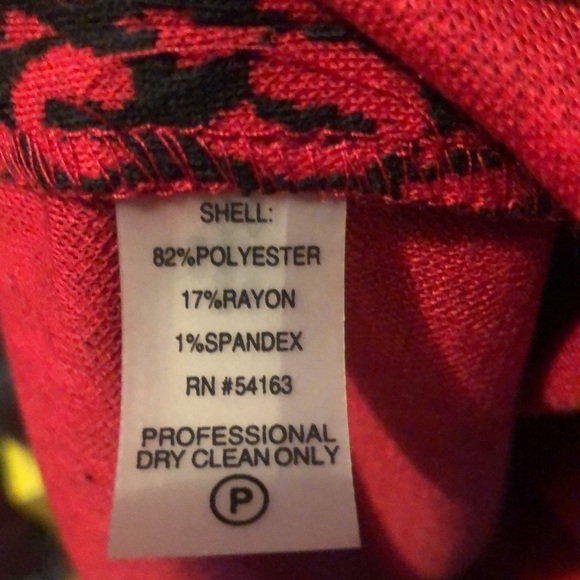 SHELL:
82%POLYESTER
17%RAYON
1%SPANDEX
RN #54163
PROFESSIONAL
DRY CLEAN ONLY
P